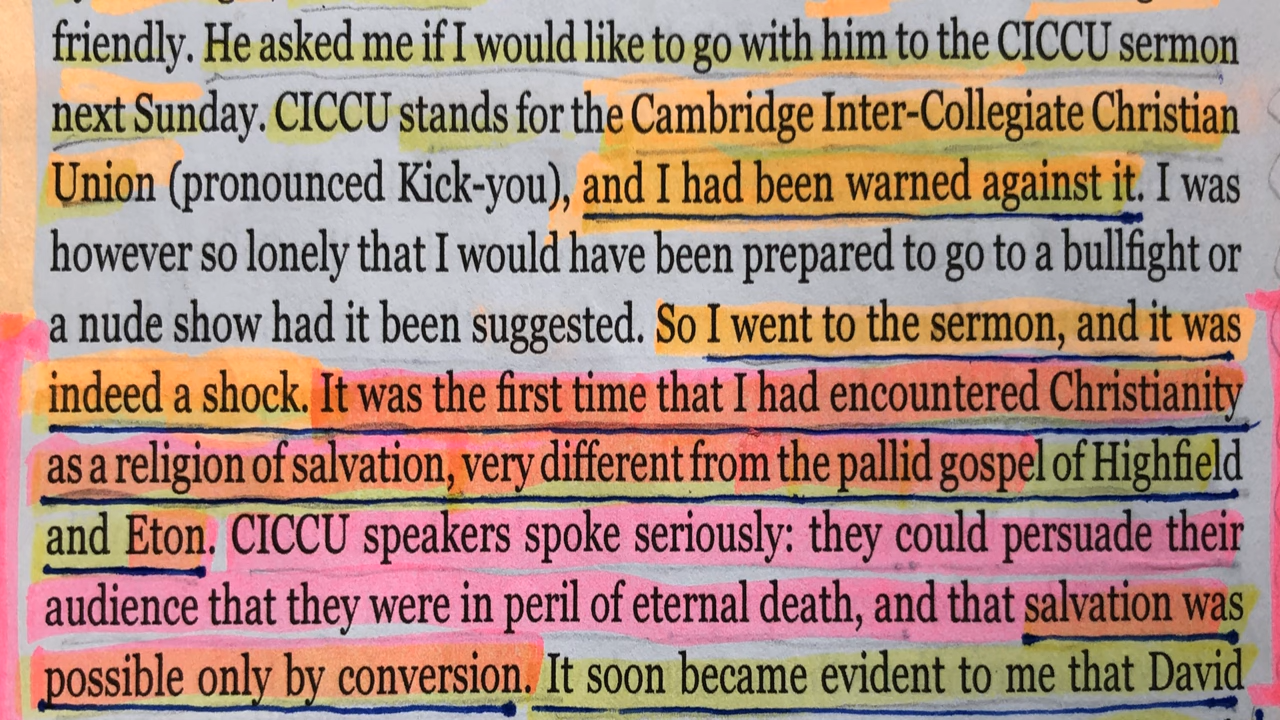 friendly. He asked me if I would like to go with him to the CICCU sermon
next Sunday. CICCU stands for the Cambridge Inter-Collegiate Christian
Union (pronounced Kick-you), and I had been warned against it. I was
however so lonely that I would have been prepared to go to a bullfight or
a nude show had it been suggested. So I went to the sermon, and it was
indeed a shock. It was the first time that I had encountered Christianity
as a religion of salvation, very different from the pallid gospel of Highfield
and Eton. CICCU speakers spoke seriously: they could persuade their
audience that they were in peril of eternal death, and that salvation was
possible only by conversion. It soon became evident to me that David